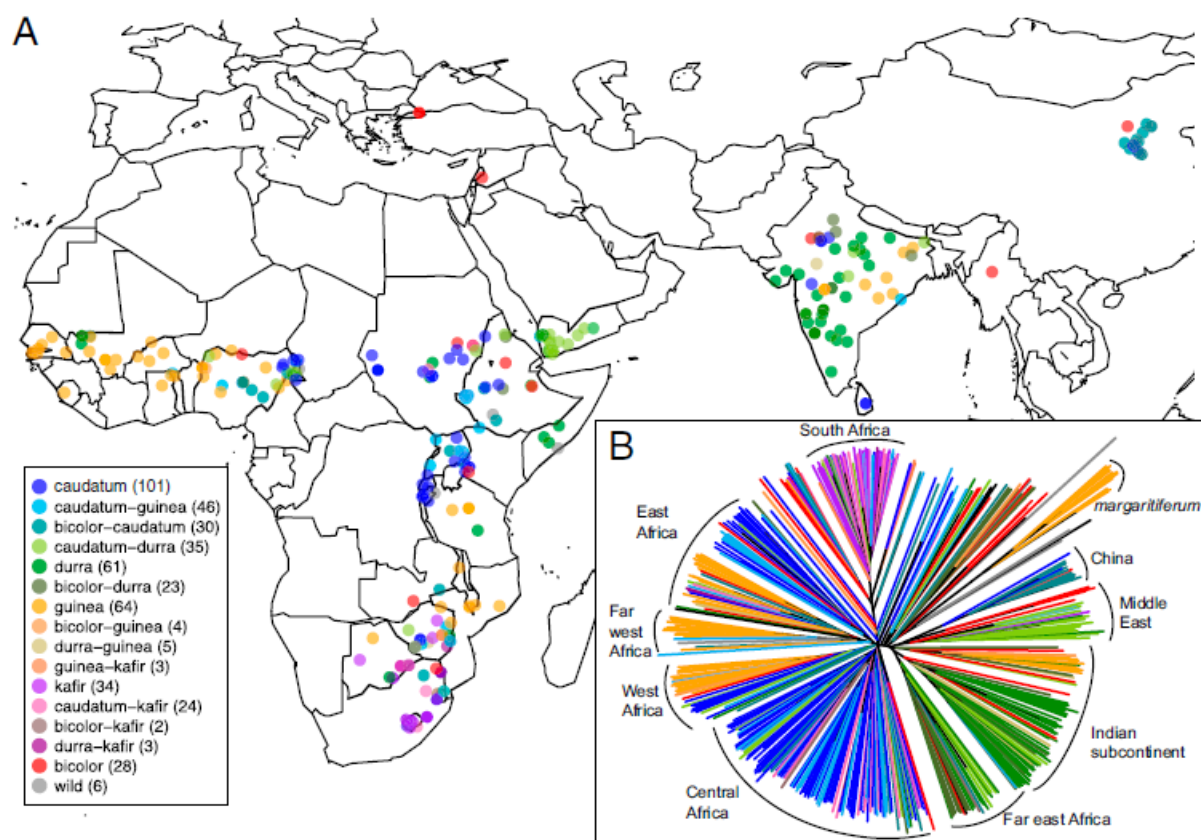 A
caudatum (101)
caudatum-guinea (46)
bicolor-caudatum (30)
caudatum-durra (35)
durra (61)
bicolor-durra (23)
guinea (64)
bicolor-guinea (4)
durra-guinea (5)
guinea-kafir (3)
kafir (34)
caudatum-kafir (24)
bicolor-kafir (2)
durra-kafir (3)
bicolor (28)
wild (6)
B
South Africa
margaritiferum
East
Africa
China
Middle
East
Far
west
Africa
West
Africa
Indian
subcontinent
Central
Africa
Far east Africa